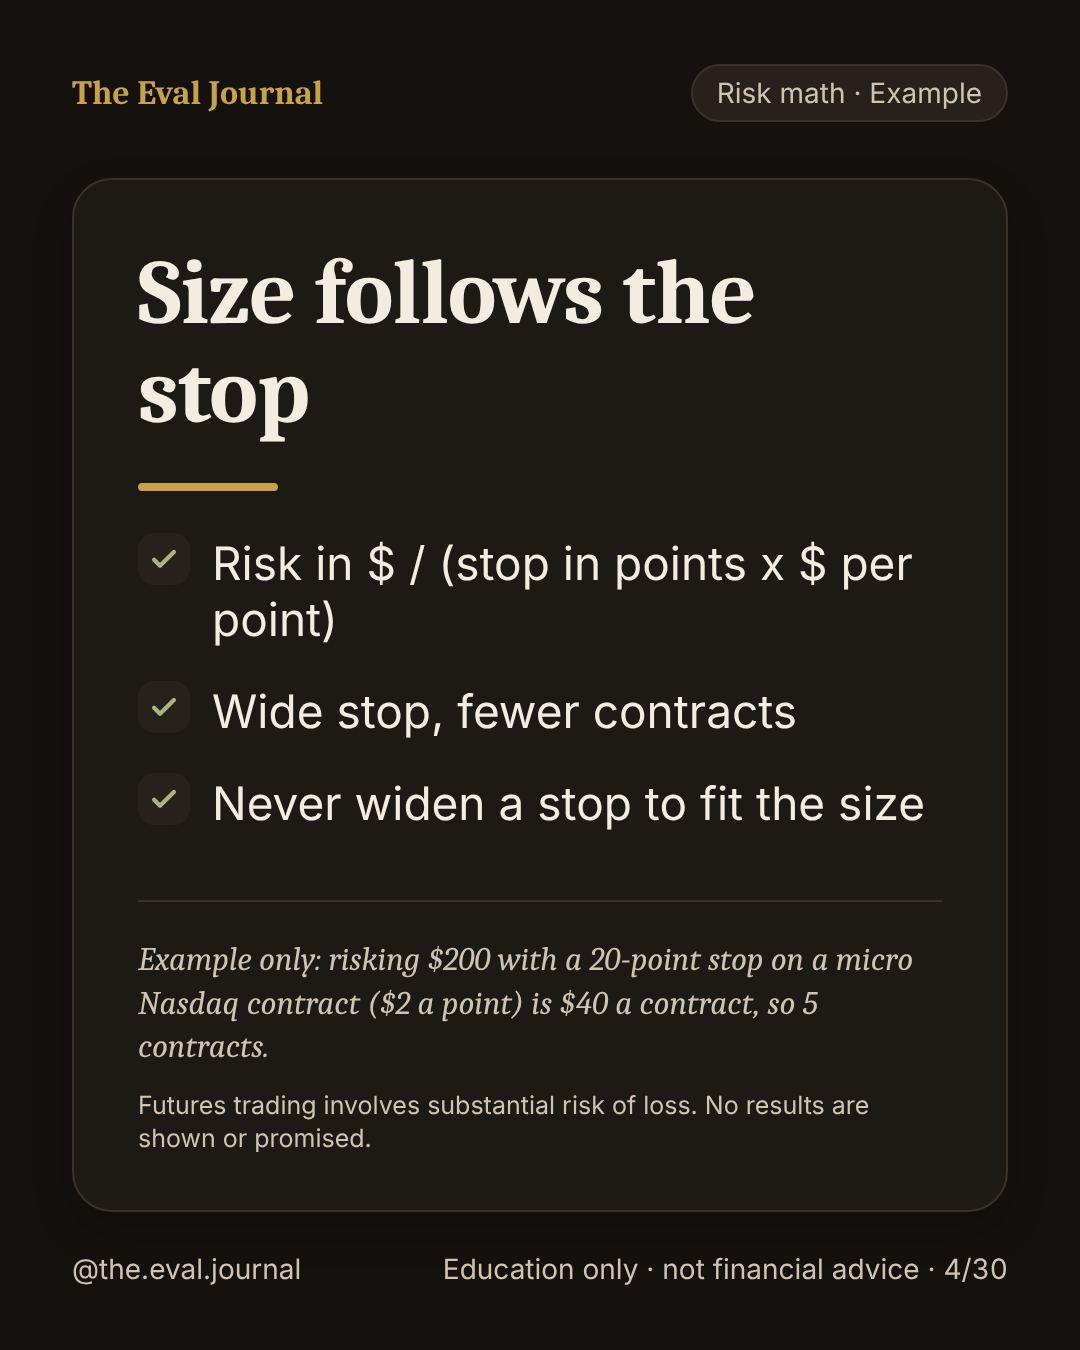 The Eval Journal
Risk math · Example
Size follows the
stop
Risk in $ / (stop in points x $ per
point)
Wide stop, fewer contracts
Never widen a stop to fit the size
Example only: risking $200 with a 20-point stop on a micro
Nasdaq contract ($2 a point) is $40 a contract, so 5
contracts.
Futures trading involves substantial risk of loss. No results are
shown or promised.
@the.eval.journal
Education only · not financial advice · 4/30